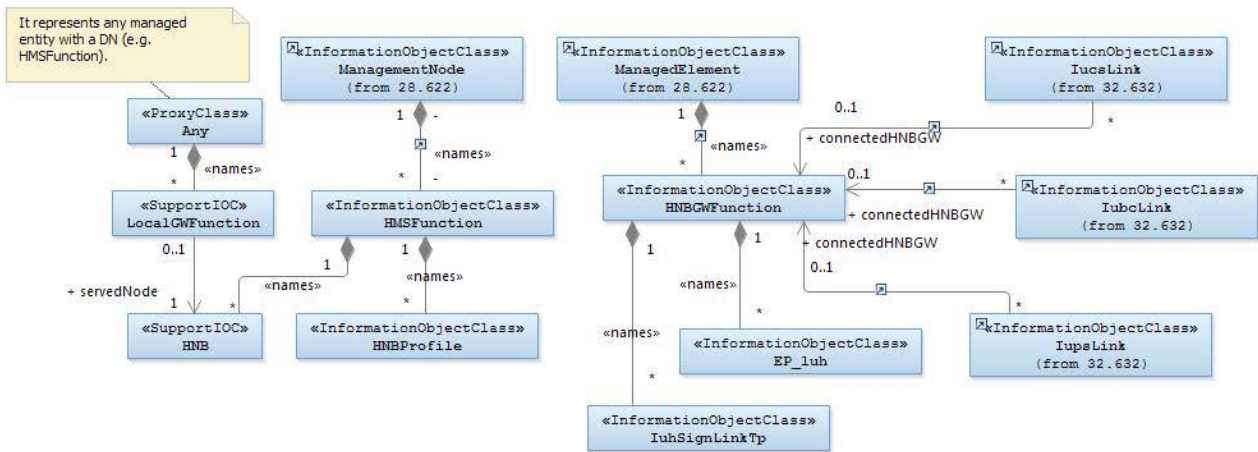 It represents any managed
entity with a DN (e.g.
HMSFunction).
«ProxyClass»
Any
1
«names»
*
«SupportIOC»
LocalGWFunction
0..1
+ servedNode
1
«SupportIOC»
HNB
«InformationObjectClass»
ManagementNode
(from 28.622)
1 -
«names»
* -
«InformationObjectClass»
HMSFunction
1
«names»
*
1
«names»
*
«InformationObjectClass»
HNBProfile
«InformationObjectClass»
ManagedElement
(from 28.622)
1
«names»
*
«InformationObjectClass»
HNBGWFunction
1
«names»
*
1
«names»
*
«InformationObjectClass»
EP_luh
«InformationObjectClass»
IuhSignLinkTp
«InformationObjectClass»
IucsLink
(from 32.632)
0..1
*
+ connectedHNBGW
0..1
*
+ connectedHNBGW
«InformationObjectClass»
IubcLink
(from 32.632)
+ connectedHNBGW
0..1
*
«InformationObjectClass»
IupsLink
(from 32.632)